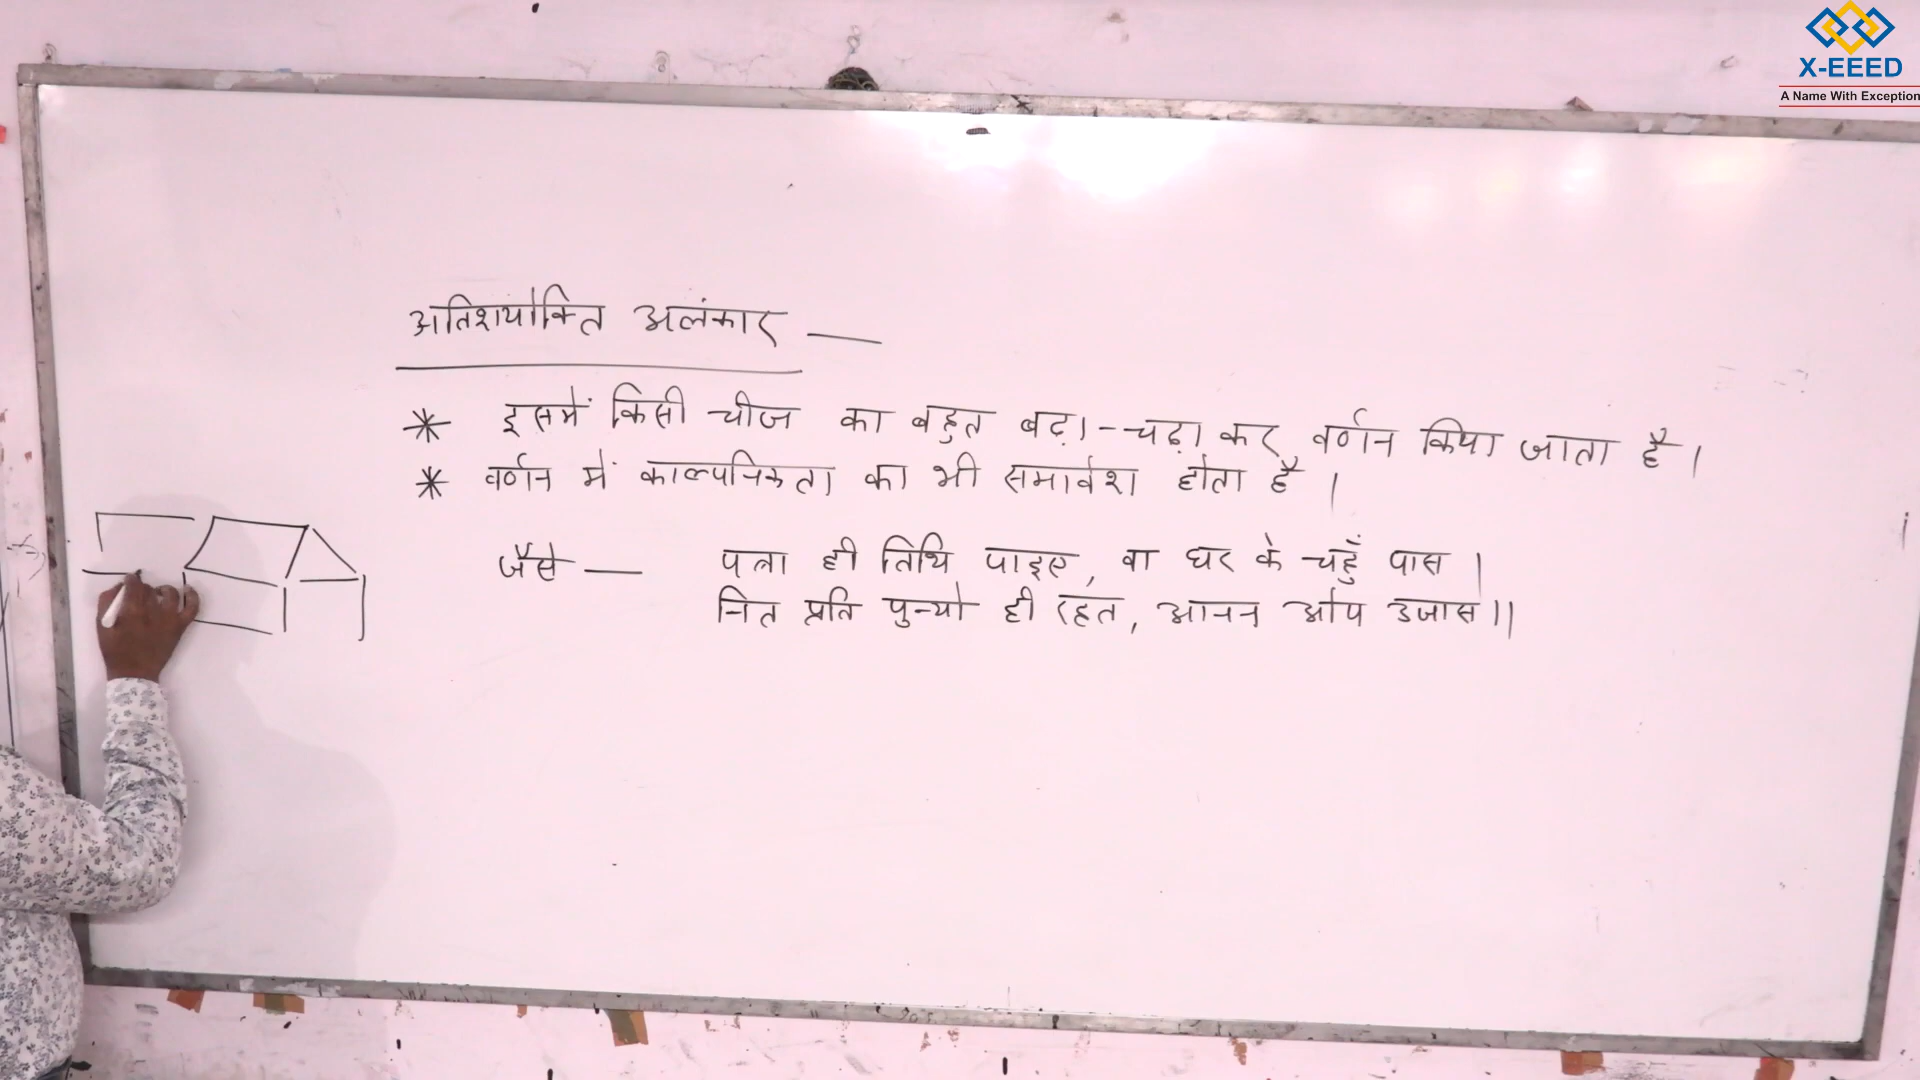 X-EEED
A Name With Exception
अतिशयोक्ति अलंकार —
* इसमें किसी चीज का बहुत बढ़ा-चढ़ा कर वर्णन किया जाता है।
* वर्णन में काल्पनिकता का भी समावेश होता है।
जैसे — पत्रा ही तिथि पाइए, वा घर के चहुँ पास।
नित प्रति पुन्यो ही रहत, आनन ओप उजास॥